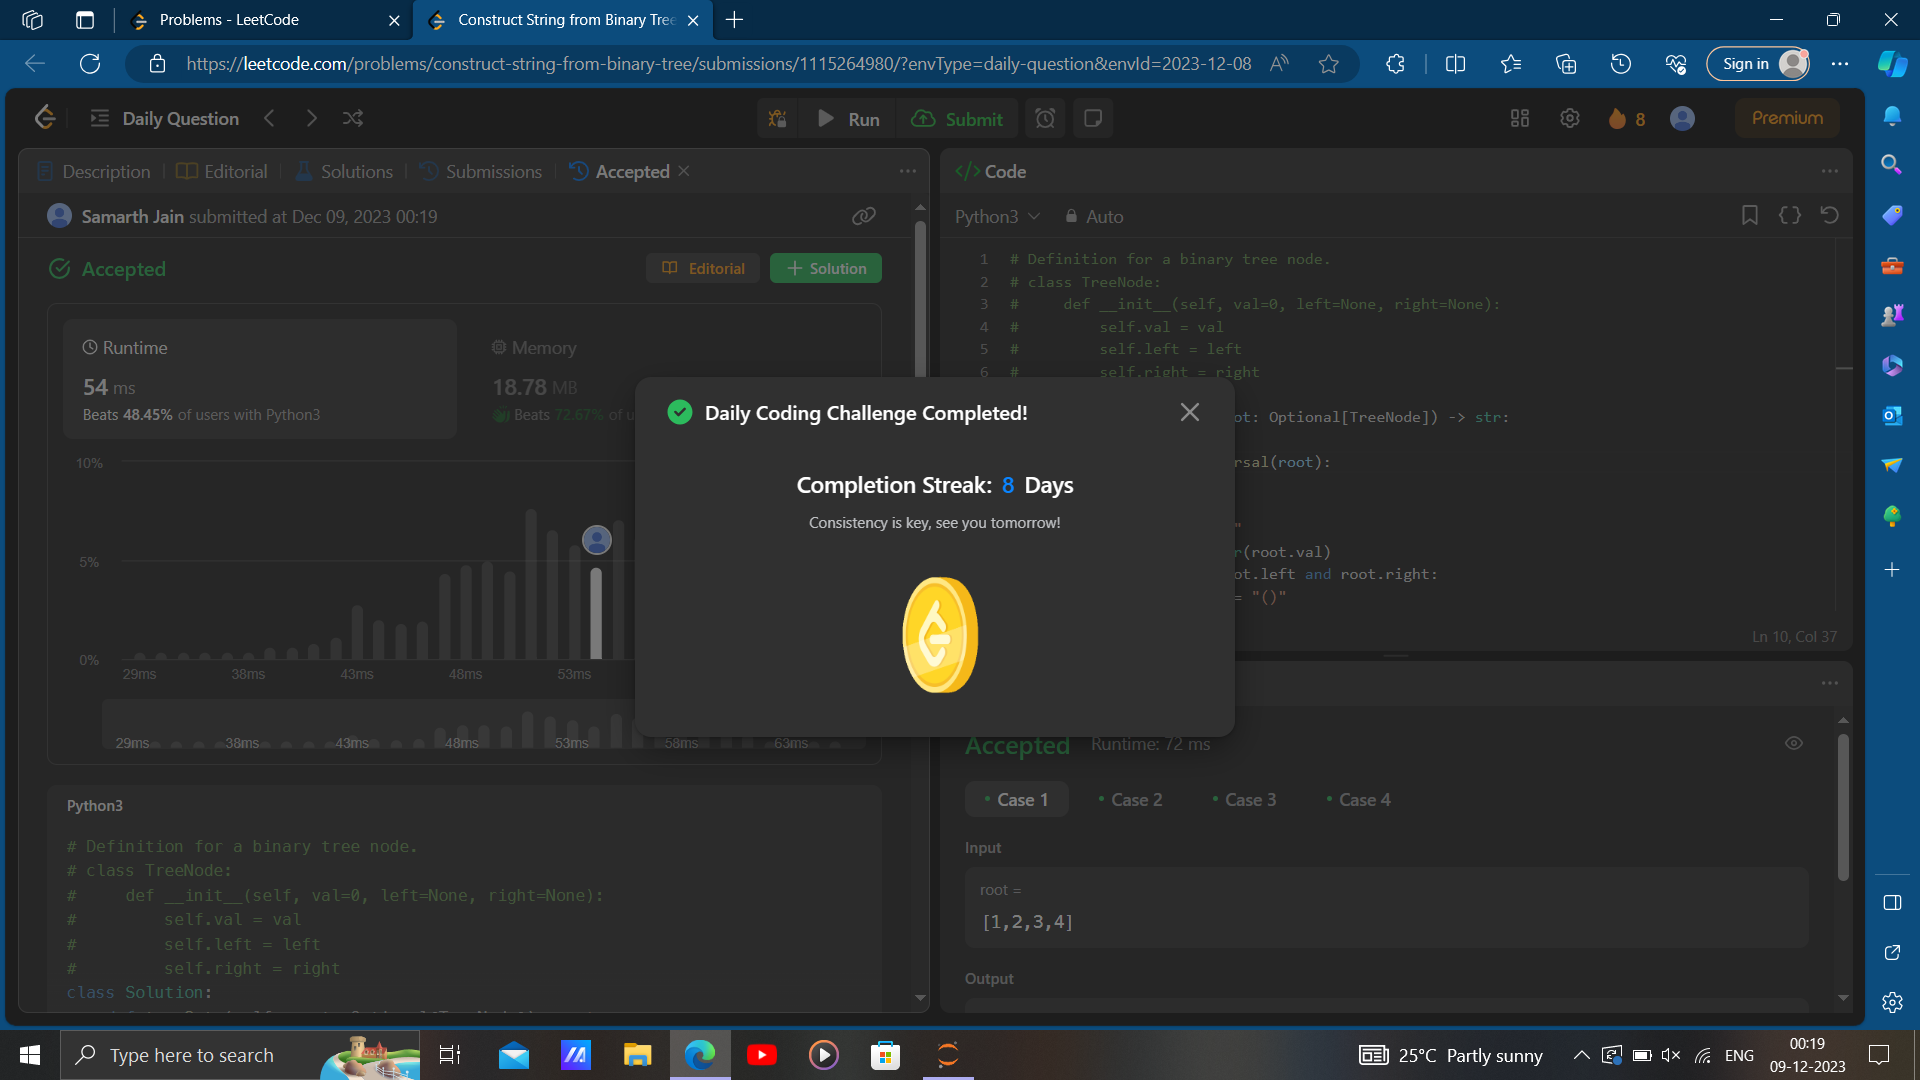 Problems - LeetCode
Construct String from Binary Tree
https://leetcode.com/problems/construct-string-from-binary-tree/submissions/1115264980/?envType=daily-question&envId=2023-12-08
Sign in
Daily Question
Run
Submit
8
Premium
Description
Editorial
Solutions
Submissions
Accepted
</> Code
Samarth Jain submitted at Dec 09, 2023 00:19
Python3
Auto
Accepted
Editorial
+ Solution
Runtime
54 ms
Beats 48.45% of users with Python3
Memory
18.78 MB
Beats 72.67% of u
10%
5%
0%
29ms
38ms
43ms
48ms
53ms
29ms
38ms
43ms
48ms
53ms
58ms
63ms
Python3
# Definition for a binary tree node.
# class TreeNode:
# def __init__(self, val=0, left=None, right=None):
# self.val = val
# self.left = left
# self.right = right
class Solution:
Daily Coding Challenge Completed!
Completion Streak: 8 Days
Consistency is key, see you tomorrow!
1 # Definition for a binary tree node.
2 # class TreeNode:
3 # def __init__(self, val=0, left=None, right=None):
4 # self.val = val
5 # self.left = left
6 # self.right = right
ot: Optional[TreeNode]) -> str:
rsal(root):
"
r(root.val)
ot.left and root.right:
= "()"
Ln 10, Col 37
Accepted
Runtime: 72 ms
Case 1
Case 2
Case 3
Case 4
Input
root =
[1,2,3,4]
Output
Type here to search
25°C Partly sunny
ENG
00:19
09-12-2023